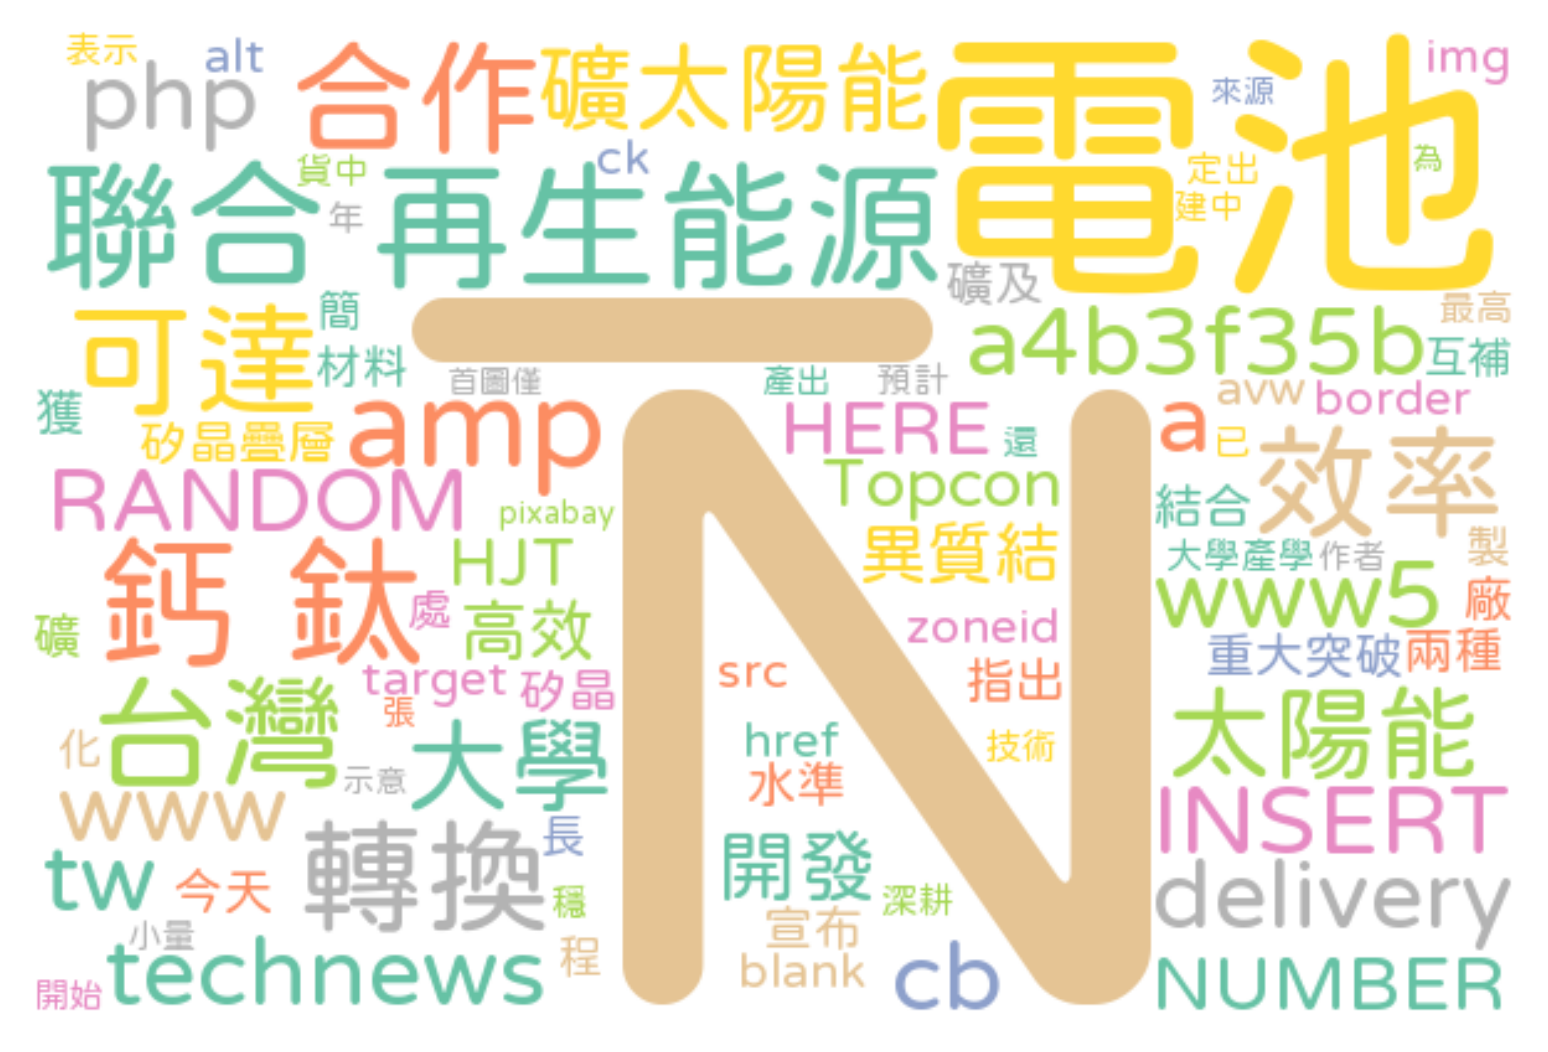 表示
alt
php
合作
礦太陽能
電池
來源
img
聯合
貨中
年
ck
再生能源
定出
建中
為
礦及
可達
簡
材料
a4b3f35b
最高
互補
獲
首圖僅
產出
預計
avw
border
矽晶疊層
amp
HERE
還
a
已
效率
RANDOM
pixabay
Topcon
結合
鈣 鈦
HJT
異質結
大學產學
作者
製
礦
處
高效
www5
廠
zoneid
重大突破
兩種
target
矽晶
src
指出
台灣
張
大學
href
技術
太陽能
化
示意
水準
www
轉換
長
INSERT
tw
今天
穩
開發
深耕
delivery
小量
technews
程
宣布
blank
cb
NUMBER
開始
N